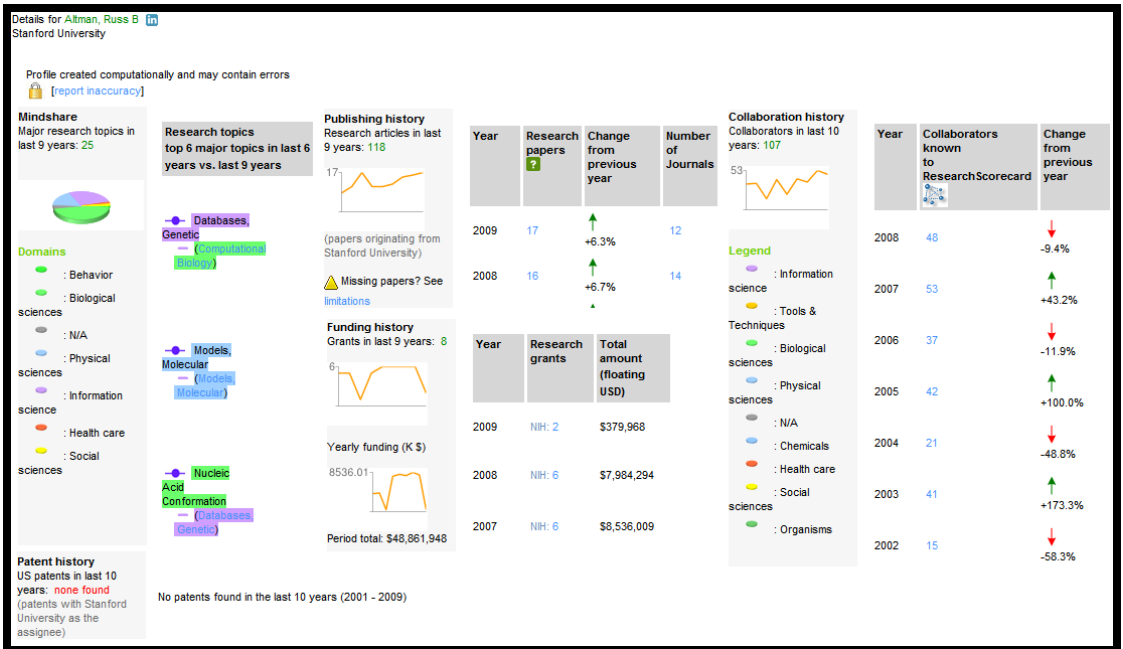 Details for Altman, Russ B in
Stanford University
Profile created computationally and may contain errors
[report inaccuracy]
Mindshare
Major research topics in
last 9 years: 25
Domains
: Behavior
: Biological
sciences
: N/A
: Physical
sciences
: Information
science
: Health care
: Social
sciences
Research topics
top 6 major topics in last 6
years vs. last 9 years
Databases,
Genetic
(Computational
Biology)
Models,
Molecular
(Models,
Molecular)
Nucleic
Acid
Conformation
(Databases,
Genetic)
Publishing history
Research articles in last
9 years: 118
17
(papers originating from
Stanford University)
Missing papers? See
limitations
Year Research papers ? Change from previous year Number of Journals
2009 17 +6.3% 12
2008 16 +6.7% 14
Funding history
Grants in last 9 years: 8
6
Yearly funding (K $)
8536.01
Period total: $48,861,948
Year Research grants Total amount (floating USD)
2009 NIH: 2 $379,968
2008 NIH: 6 $7,984,294
2007 NIH: 6 $8,536,009
Collaboration history
Collaborators in last 10
years: 107
53
Legend
: Information
science
: Tools &
Techniques
: Biological
sciences
: Physical
sciences
: N/A
: Chemicals
: Health care
: Social
sciences
: Organisms
Year Collaborators known to ResearchScorecard Change from previous year
2008 48 -9.4%
2007 53 +43.2%
2006 37 -11.9%
2005 42 +100.0%
2004 21 -48.8%
2003 41 +173.3%
2002 15 -58.3%
Patent history
US patents in last 10
years: none found
(patents with Stanford
University as the
assignee)
No patents found in the last 10 years (2001 - 2009)